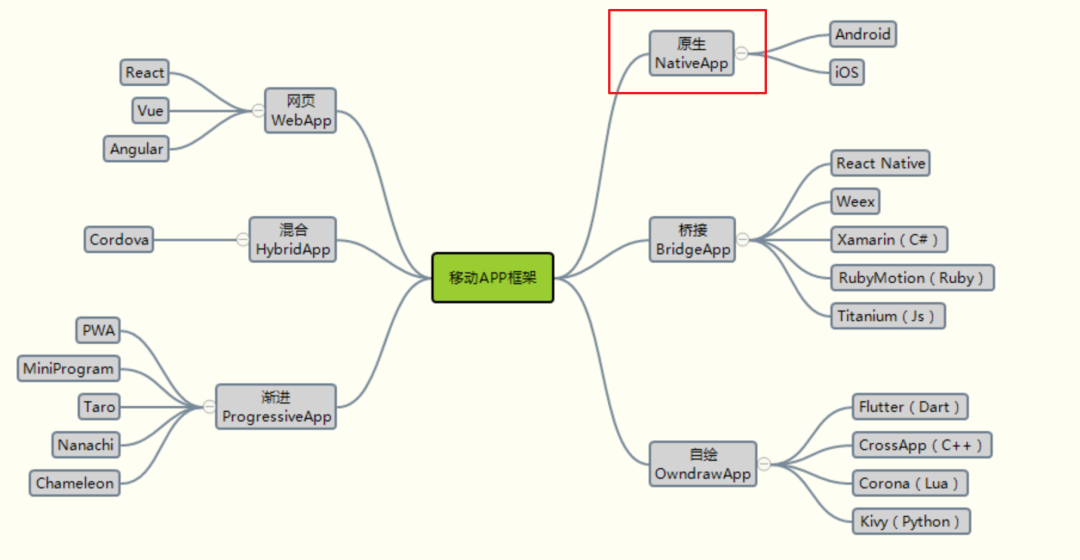 移动APP框架
网页
WebApp
React
Vue
Angular
混合
HybridApp
Cordova
渐进
ProgressiveApp
PWA
MiniProgram
Taro
Nanachi
Chameleon
原生
NativeApp
Android
iOS
桥接
BridgeApp
React Native
Weex
Xamarin（C#）
RubyMotion（Ruby）
Titanium（Js）
自绘
OwndrawApp
Flutter（Dart）
CrossApp（C++）
Corona（Lua）
Kivy（Python）